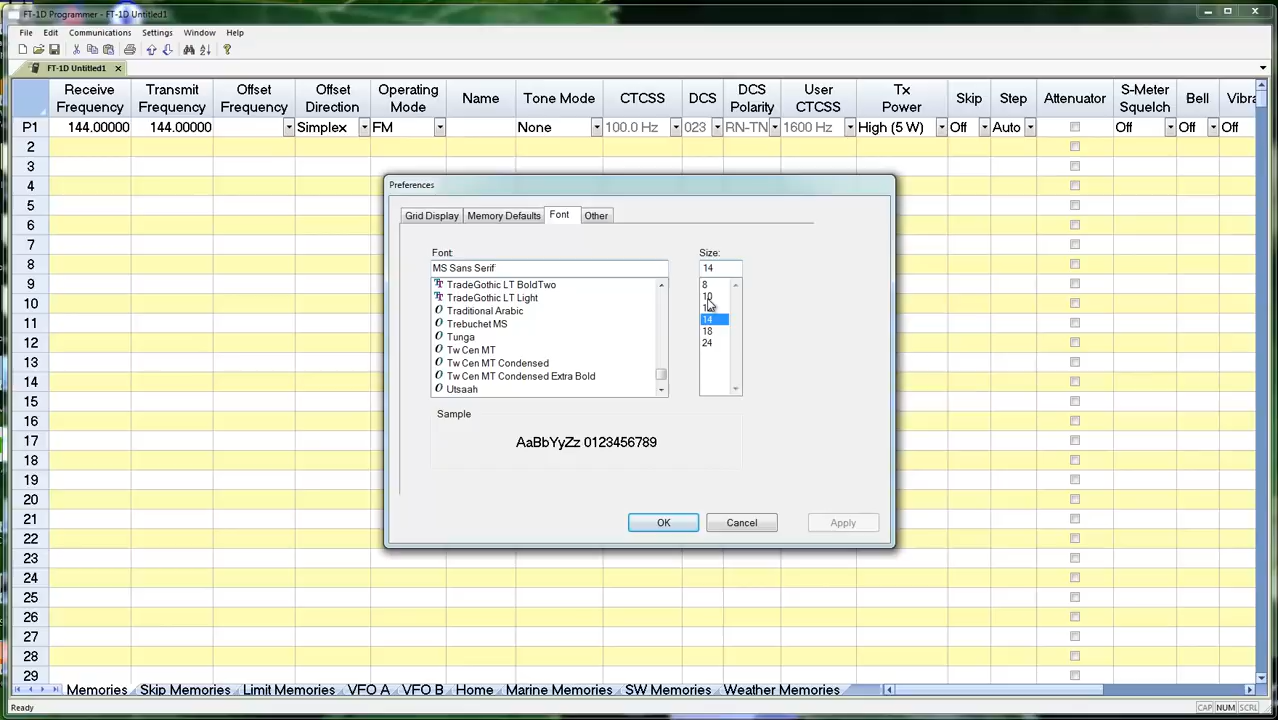 FT-1D Programmer - FT-1D Untitled1
File Edit Communications Settings Window Help
FT-1D Untitled1
Receive Frequency Transmit Frequency Offset Frequency Offset Direction Operating Mode Name Tone Mode CTCSS DCS DCS Polarity User CTCSS Tx Power Skip Step Attenuator S-Meter Squelch Bell Vibra
P1 144.00000 144.00000 Simplex FM None 100.0 Hz 023 RN-TN 1600 Hz High (5 W) Off Auto Off Off Off
2
3
4
5
6
7
8
9
10
11
12
13
14
15
16
17
18
19
20
21
22
23
24
25
26
27
28
29
Preferences
Grid Display Memory Defaults Font Other
Font: Size:
MS Sans Serif 14
TradeGothic LT BoldTwo 8
TradeGothic LT Light 10
Traditional Arabic
Trebuchet MS 14
Tunga 18
Tw Cen MT 24
Tw Cen MT Condensed
Tw Cen MT Condensed Extra Bold
Utsaah
Sample
AaBbYyZz 0123456789
OK Cancel Apply
Memories Skip Memories Limit Memories VFO A VFO B Home Marine Memories SW Memories Weather Memories
Ready CAP NUM SCRL